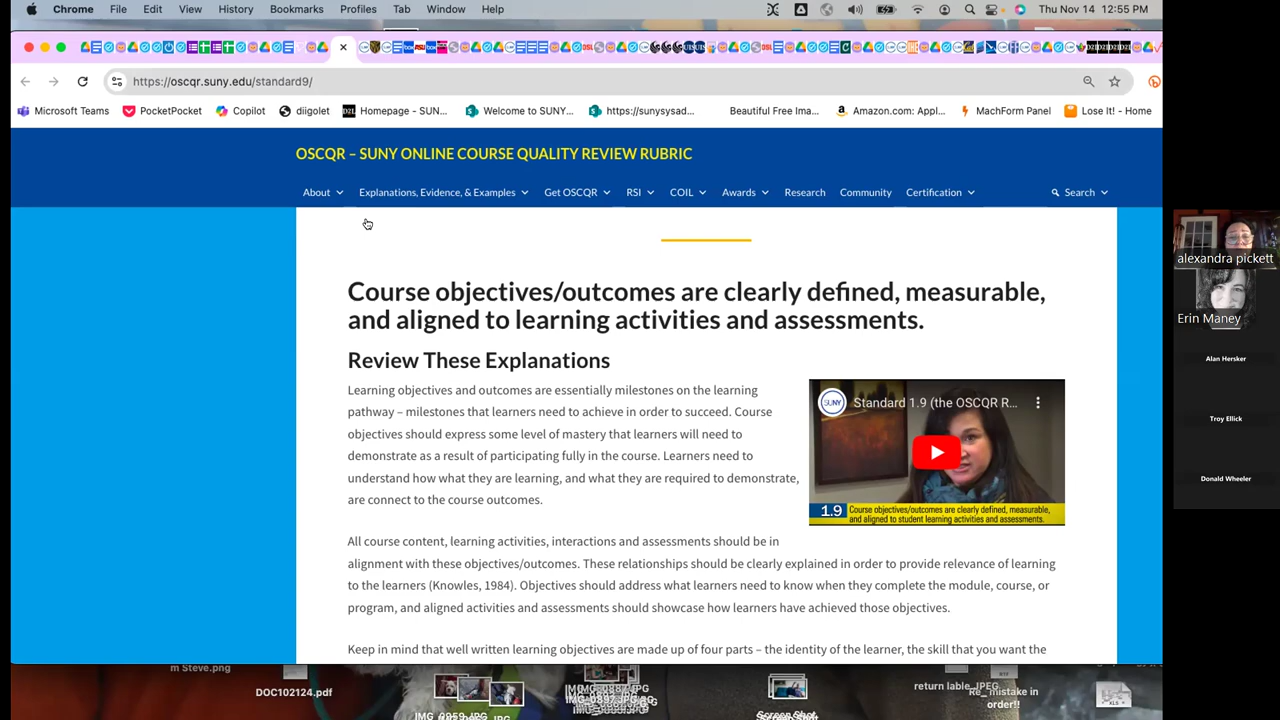 Chrome File Edit View History Bookmarks Profiles Tab Window Help Thu Nov 14 12:55 PM
https://oscqr.suny.edu/standard9/
Microsoft Teams PocketPocket Copilot diigolet Homepage - SUN... Welcome to SUNY... https://sunysysad... Beautiful Free Ima... Amazon.com: Appl... MachForm Panel Lose It! - Home
OSCQR – SUNY ONLINE COURSE QUALITY REVIEW RUBRIC
About Explanations, Evidence, & Examples Get OSCQR RSI COIL Awards Research Community Certification Search
Course objectives/outcomes are clearly defined, measurable,
and aligned to learning activities and assessments.
Review These Explanations
Learning objectives and outcomes are essentially milestones on the learning
pathway – milestones that learners need to achieve in order to succeed. Course
objectives should express some level of mastery that learners will need to
demonstrate as a result of participating fully in the course. Learners need to
understand how what they are learning, and what they are required to demonstrate,
are connect to the course outcomes.
SUNY Standard 1.9 (the OSCQR R...
1.9 Course objectives/outcomes are clearly defined, measurable,
and aligned to student learning activities and assessments.
All course content, learning activities, interactions and assessments should be in
alignment with these objectives/outcomes. These relationships should be clearly explained in order to provide relevance of learning
to the learners (Knowles, 1984). Objectives should address what learners need to know when they complete the module, course, or
program, and aligned activities and assessments should showcase how learners have achieved those objectives.
Keep in mind that well written learning objectives are made up of four parts – the identity of the learner, the skill that you want the
m Steve.png
DOC102124.pdf
return lable_.JPEG
Re_ mistake in
order!!
Screen Shot
XLS
alexandra pickett
Erin Maney
Alan Hersker
Troy Ellick
Donald Wheeler